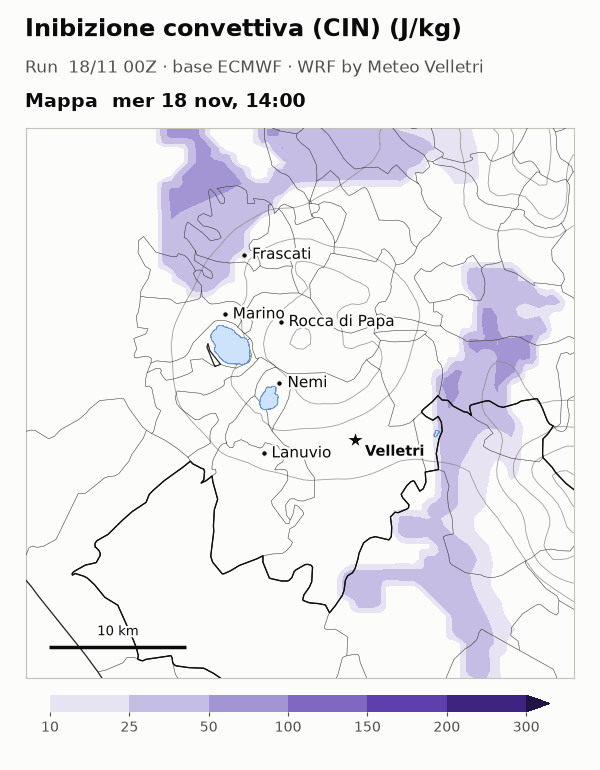 Inibizione convettiva (CIN) (J/kg)
Run  18/11 00Z · base ECMWF · WRF by Meteo Velletri
Mappa  mer 18 nov, 14:00
Frascati
Marino
Rocca di Papa
Nemi
Velletri
Lanuvio
10 km
10 25 50 100 150 200 300